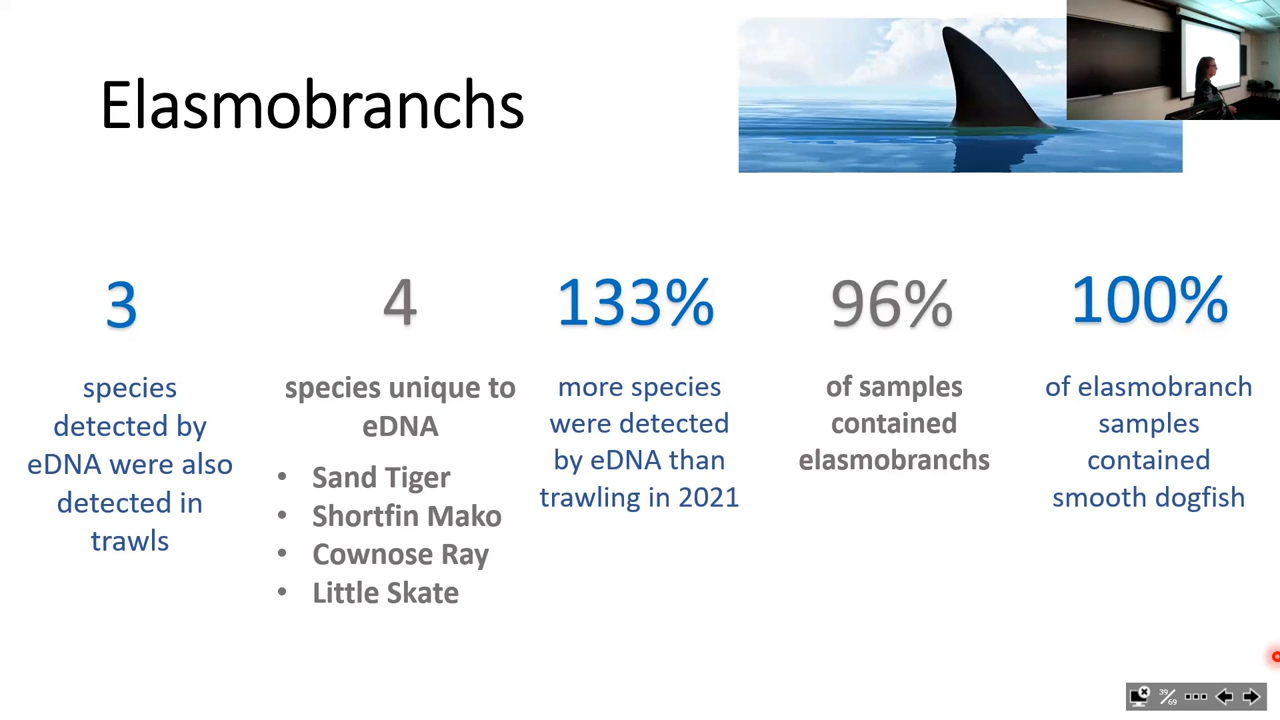 Elasmobranchs
3
species
detected by
eDNA were also
detected in
trawls
4
species unique to
eDNA
• Sand Tiger
• Shortfin Mako
• Cownose Ray
• Little Skate
133%
more species
were detected
by eDNA than
trawling in 2021
96%
of samples
contained
elasmobranchs
100%
of elasmobranch
samples
contained
smooth dogfish
39/69